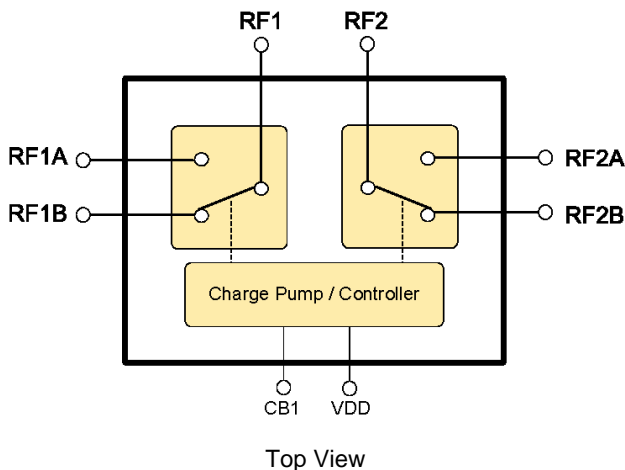 RF1 RF2
RF1A RF2A
RF1B RF2B
Charge Pump / Controller
CB1 VDD
Top View